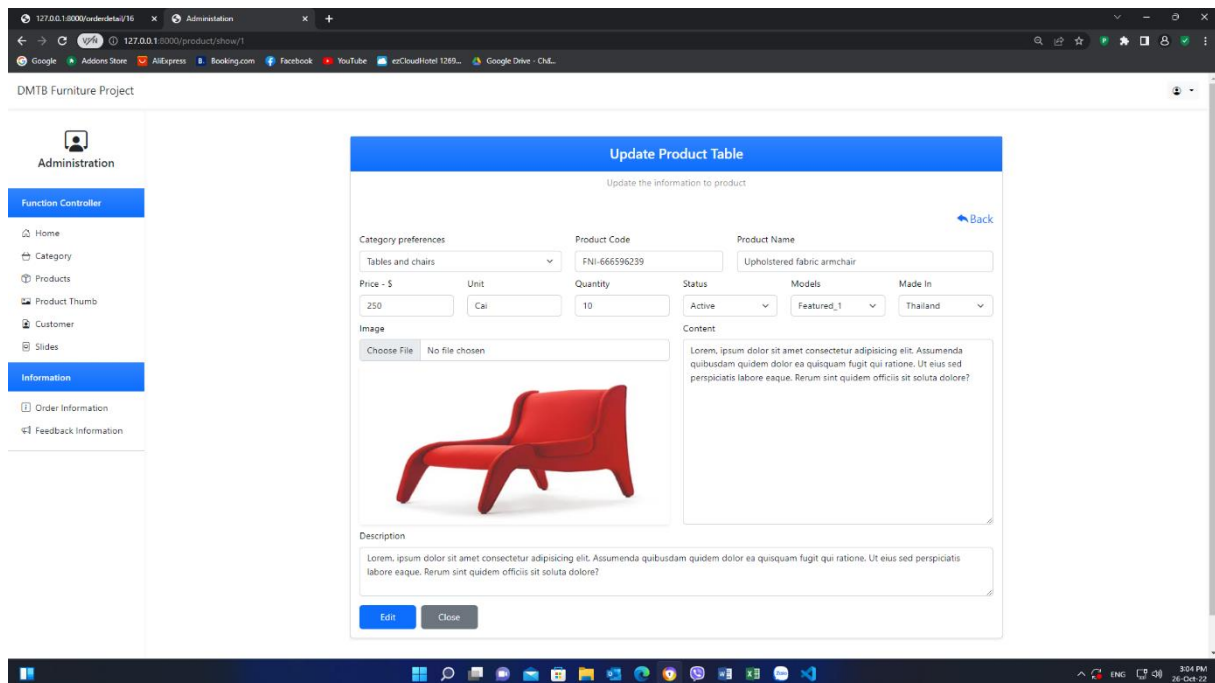 127.0.0.1:8000/orderdetail/16 Administration
VPN 127.0.0.1:8000/product/show/1
Google Addons Store AliExpress Booking.com Facebook YouTube ezCloudHotel 1269... Google Drive - Ch&...
DMTB Furniture Project
Administration
Function Controller
Home
Category
Products
Product Thumb
Customer
Slides
Information
Order Information
Feedback Information
Update Product Table
Update the information to product
Back
Category preferences Product Code Product Name
Tables and chairs FNI-666596239 Upholstered fabric armchair
Price - $ Unit Quantity Status Models Made In
250 Cai 10 Active Featured_1 Thailand
Image Content
Choose File No file chosen
Lorem, ipsum dolor sit amet consectetur adipisicing elit. Assumenda
quibusdam quidem dolor ea quisquam fugit qui ratione. Ut eius sed
perspiciatis labore eaque. Rerum sint quidem officiis sit soluta dolore?
Description
Lorem, ipsum dolor sit amet consectetur adipisicing elit. Assumenda quibusdam quidem dolor ea quisquam fugit qui ratione. Ut eius sed perspiciatis
labore eaque. Rerum sint quidem officiis sit soluta dolore?
Edit Close
ENG 3:04 PM
26-Oct-22